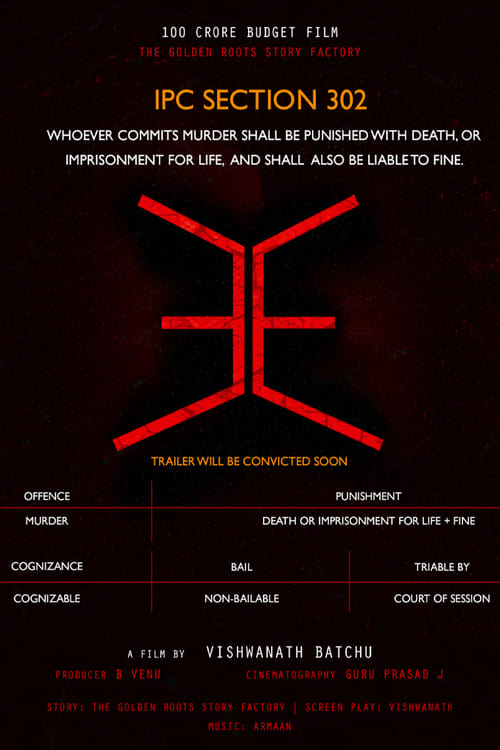 100 CRORE BUDGET FILM
THE GOLDEN ROOTS STORY FACTORY
IPC SECTION 302
WHOEVER COMMITS MURDER SHALL BE PUNISHED WITH DEATH, OR
IMPRISONMENT FOR LIFE, AND SHALL ALSO BE LIABLE TO FINE.
TRAILER WILL BE CONVICTED SOON
OFFENCE PUNISHMENT
MURDER DEATH OR IMPRISONMENT FOR LIFE + FINE
COGNIZANCE BAIL TRIABLE BY
COGNIZABLE NON-BAILABLE COURT OF SESSION
A FILM BY VISHWANATH BATCHU
PRODUCER B VENU CINEMATOGRAPHY GURU PRASAD J
STORY: THE GOLDEN ROOTS STORY FACTORY | SCREEN PLAY: VISHWANATH
MUSIC: ARMAAN